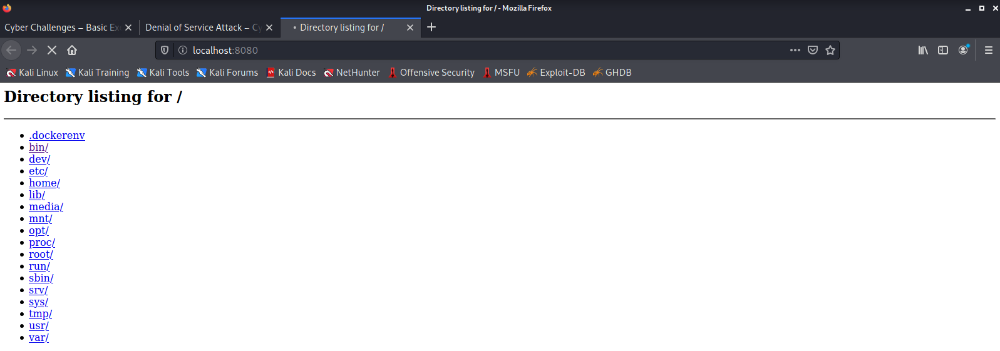 Directory listing for / - Mozilla Firefox
Cyber Challenges – Basic Ex
Denial of Service Attack – Cy
• Directory listing for /
localhost:8080
Kali Linux Kali Training Kali Tools Kali Forums Kali Docs NetHunter Offensive Security MSFU Exploit-DB GHDB
Directory listing for /
• .dockerenv
• bin/
• dev/
• etc/
• home/
• lib/
• media/
• mnt/
• opt/
• proc/
• root/
• run/
• sbin/
• srv/
• sys/
• tmp/
• usr/
• var/